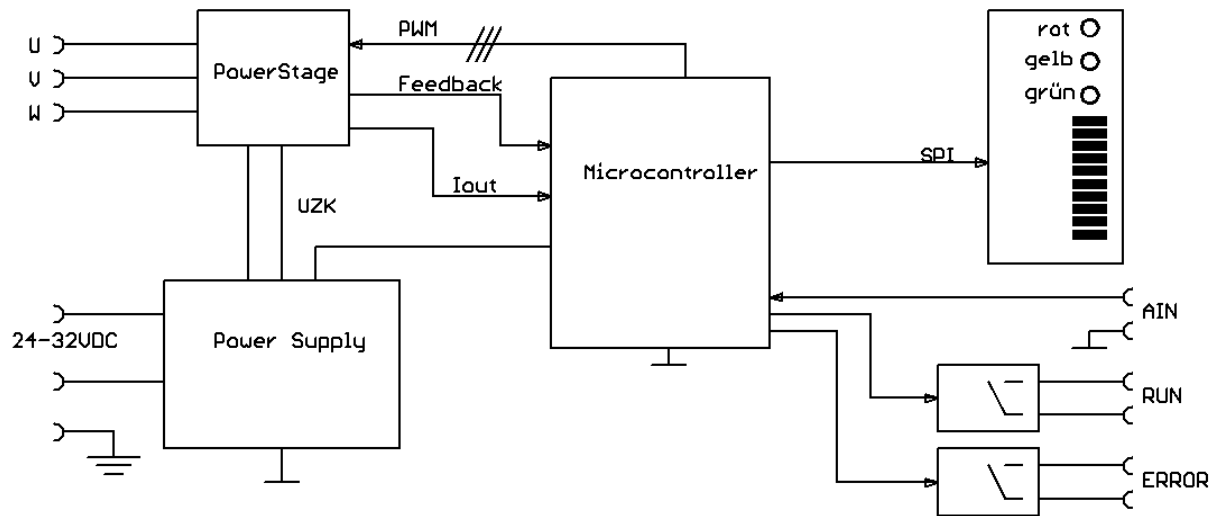 PWM
rot
gelb
grün
U
V
W
PowerStage
Feedback
Iout
Microcontroller
SPI
UZK
24-32VDC
Power Supply
AIN
RUN
ERROR